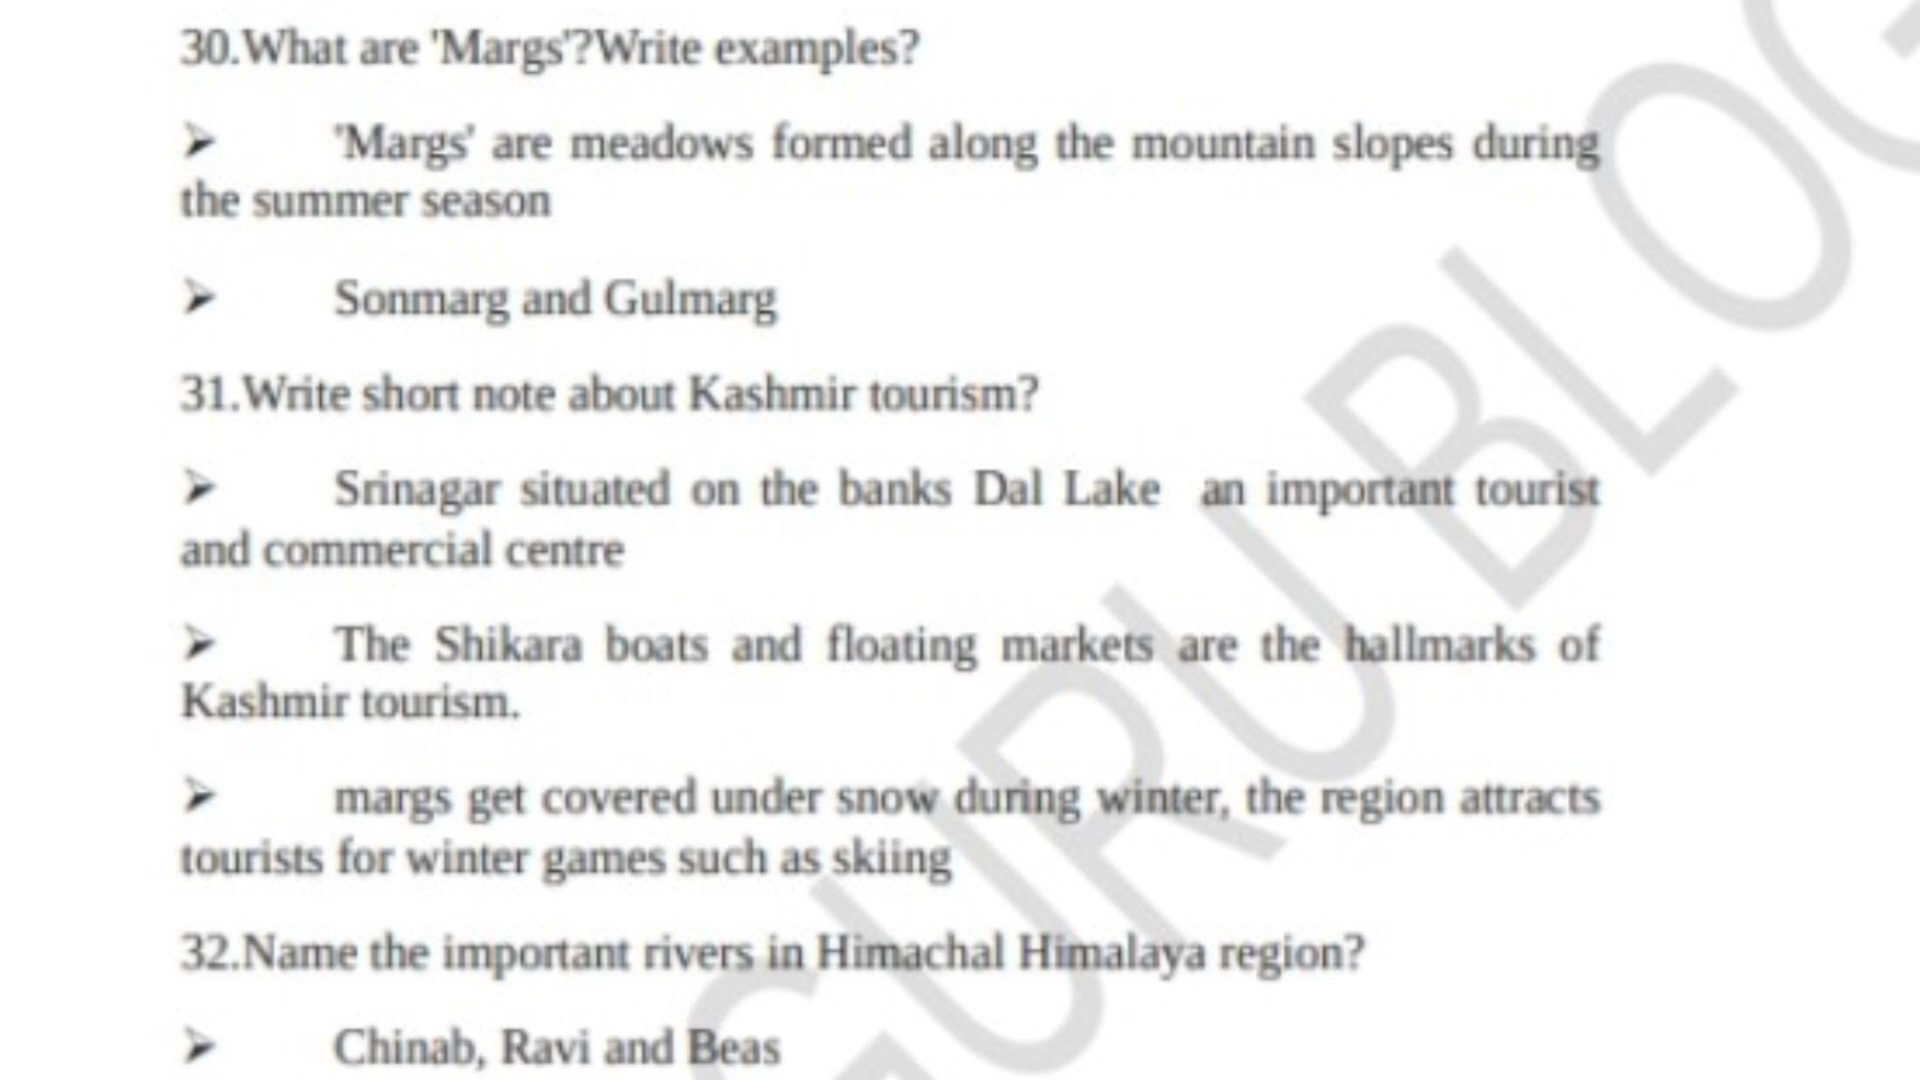 30.What are 'Margs'?Write examples?
➢ 'Margs' are meadows formed along the mountain slopes during
the summer season
➢ Sonmarg and Gulmarg
31.Write short note about Kashmir tourism?
➢ Srinagar situated on the banks Dal Lake an important tourist
and commercial centre
➢ The Shikara boats and floating markets are the hallmarks of
Kashmir tourism.
➢ margs get covered under snow during winter, the region attracts
tourists for winter games such as skiing
32.Name the important rivers in Himachal Himalaya region?
➢ Chinab, Ravi and Beas
GURU BLOG